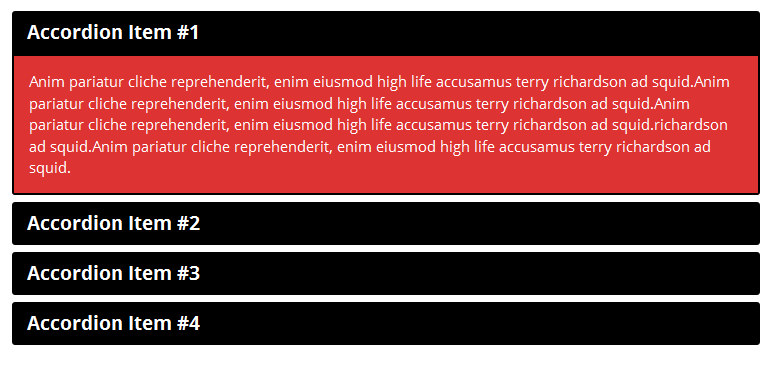 Accordion Item #1
Anim pariatur cliche reprehenderit, enim eiusmod high life accusamus terry richardson ad squid.Anim
pariatur cliche reprehenderit, enim eiusmod high life accusamus terry richardson ad squid.Anim
pariatur cliche reprehenderit, enim eiusmod high life accusamus terry richardson ad squid.richardson
ad squid.Anim pariatur cliche reprehenderit, enim eiusmod high life accusamus terry richardson ad
squid.
Accordion Item #2
Accordion Item #3
Accordion Item #4